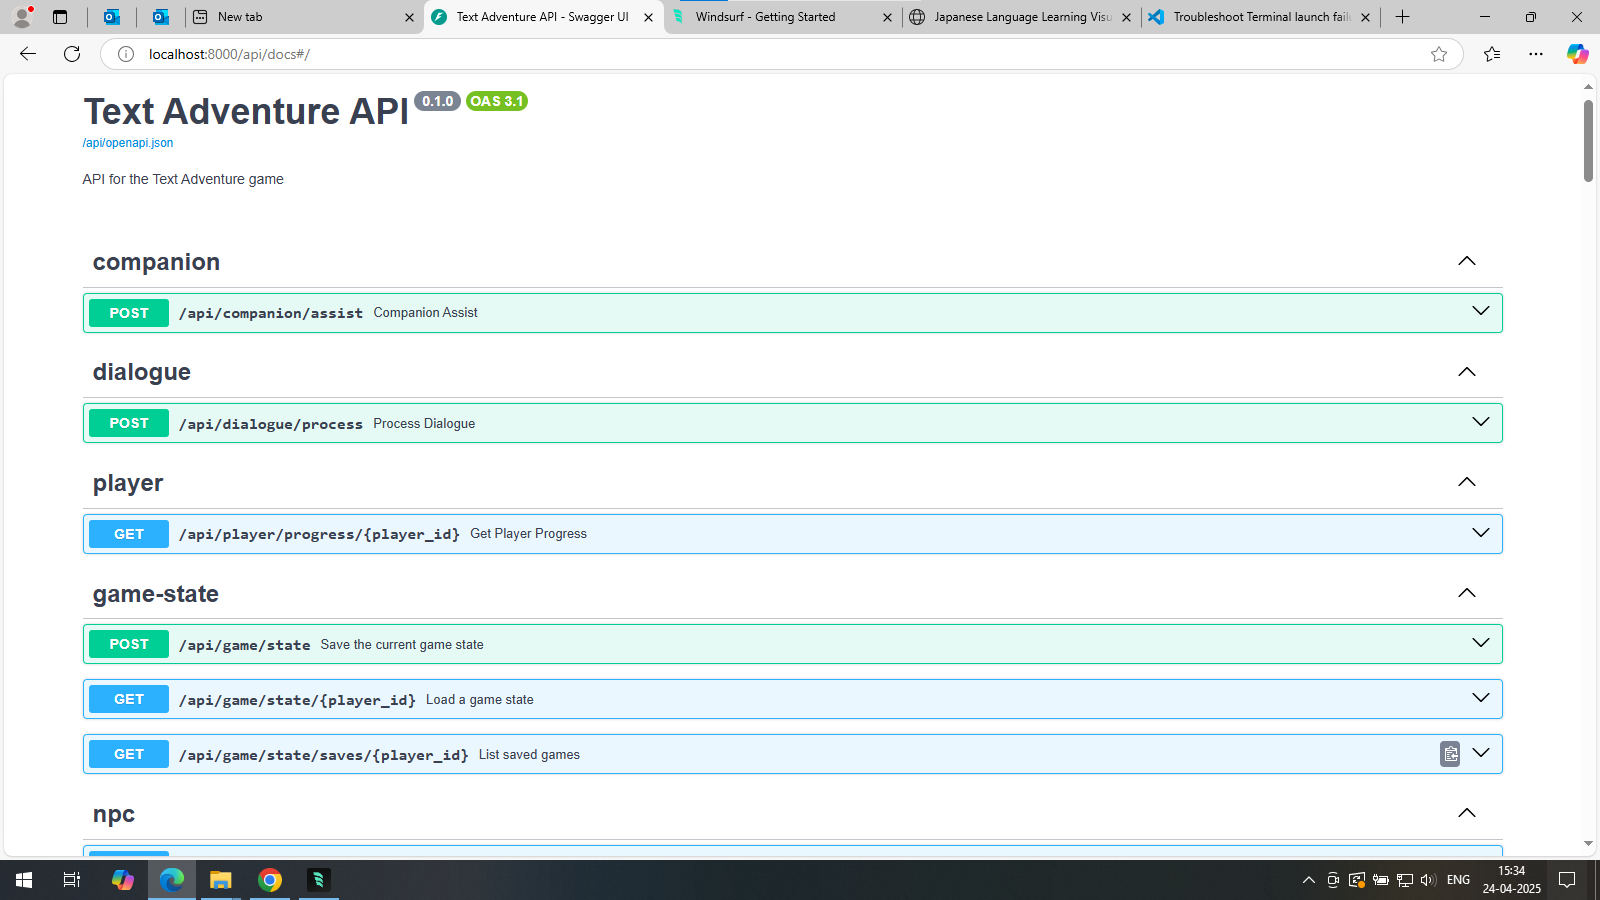 New tab
Text Adventure API - Swagger UI
Windsurf - Getting Started
Japanese Language Learning Visu
Troubleshoot Terminal launch fail
localhost:8000/api/docs#/
Text Adventure API 0.1.0 OAS 3.1
/api/openapi.json
API for the Text Adventure game
companion
POST /api/companion/assist Companion Assist
dialogue
POST /api/dialogue/process Process Dialogue
player
GET /api/player/progress/{player_id} Get Player Progress
game-state
POST /api/game/state Save the current game state
GET /api/game/state/{player_id} Load a game state
GET /api/game/state/saves/{player_id} List saved games
npc
ENG
15:34
24-04-2025